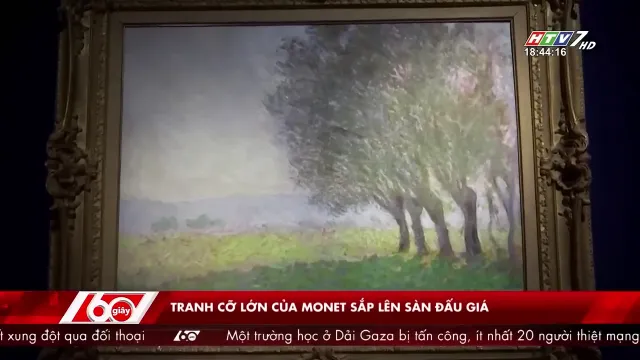 HTV7 HD
18:44:16
60 giây
TRANH CỠ LỚN CỦA MONET SẮP LÊN SÀN ĐẤU GIÁ
t xung đột qua đối thoại 60 giây Một trường học ở Dải Gaza bị tấn công, ít nhất 20 người thiệt mạng